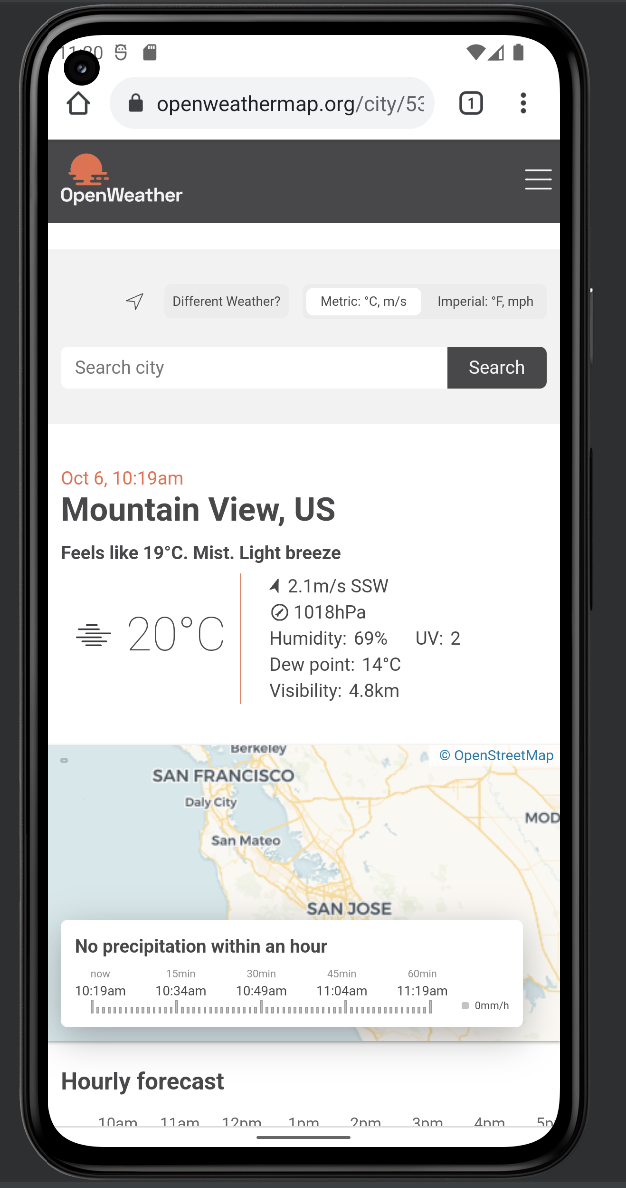 openweathermap.org/city/53
1
OpenWeather
Different Weather?
Metric: °C, m/s
Imperial: °F, mph
Search city
Search
Oct 6, 10:19am
Mountain View, US
Feels like 19°C. Mist. Light breeze
20°C
2.1m/s SSW
1018hPa
Humidity: 69% UV: 2
Dew point: 14°C
Visibility: 4.8km
Berkeley
© OpenStreetMap
SAN FRANCISCO
Daly City
MOD
San Mateo
SAN JOSE
No precipitation within an hour
now 15min 30min 45min 60min
10:19am 10:34am 10:49am 11:04am 11:19am
0mm/h
Hourly forecast
10am 11am 12pm 1pm 2pm 3pm 4pm 5p